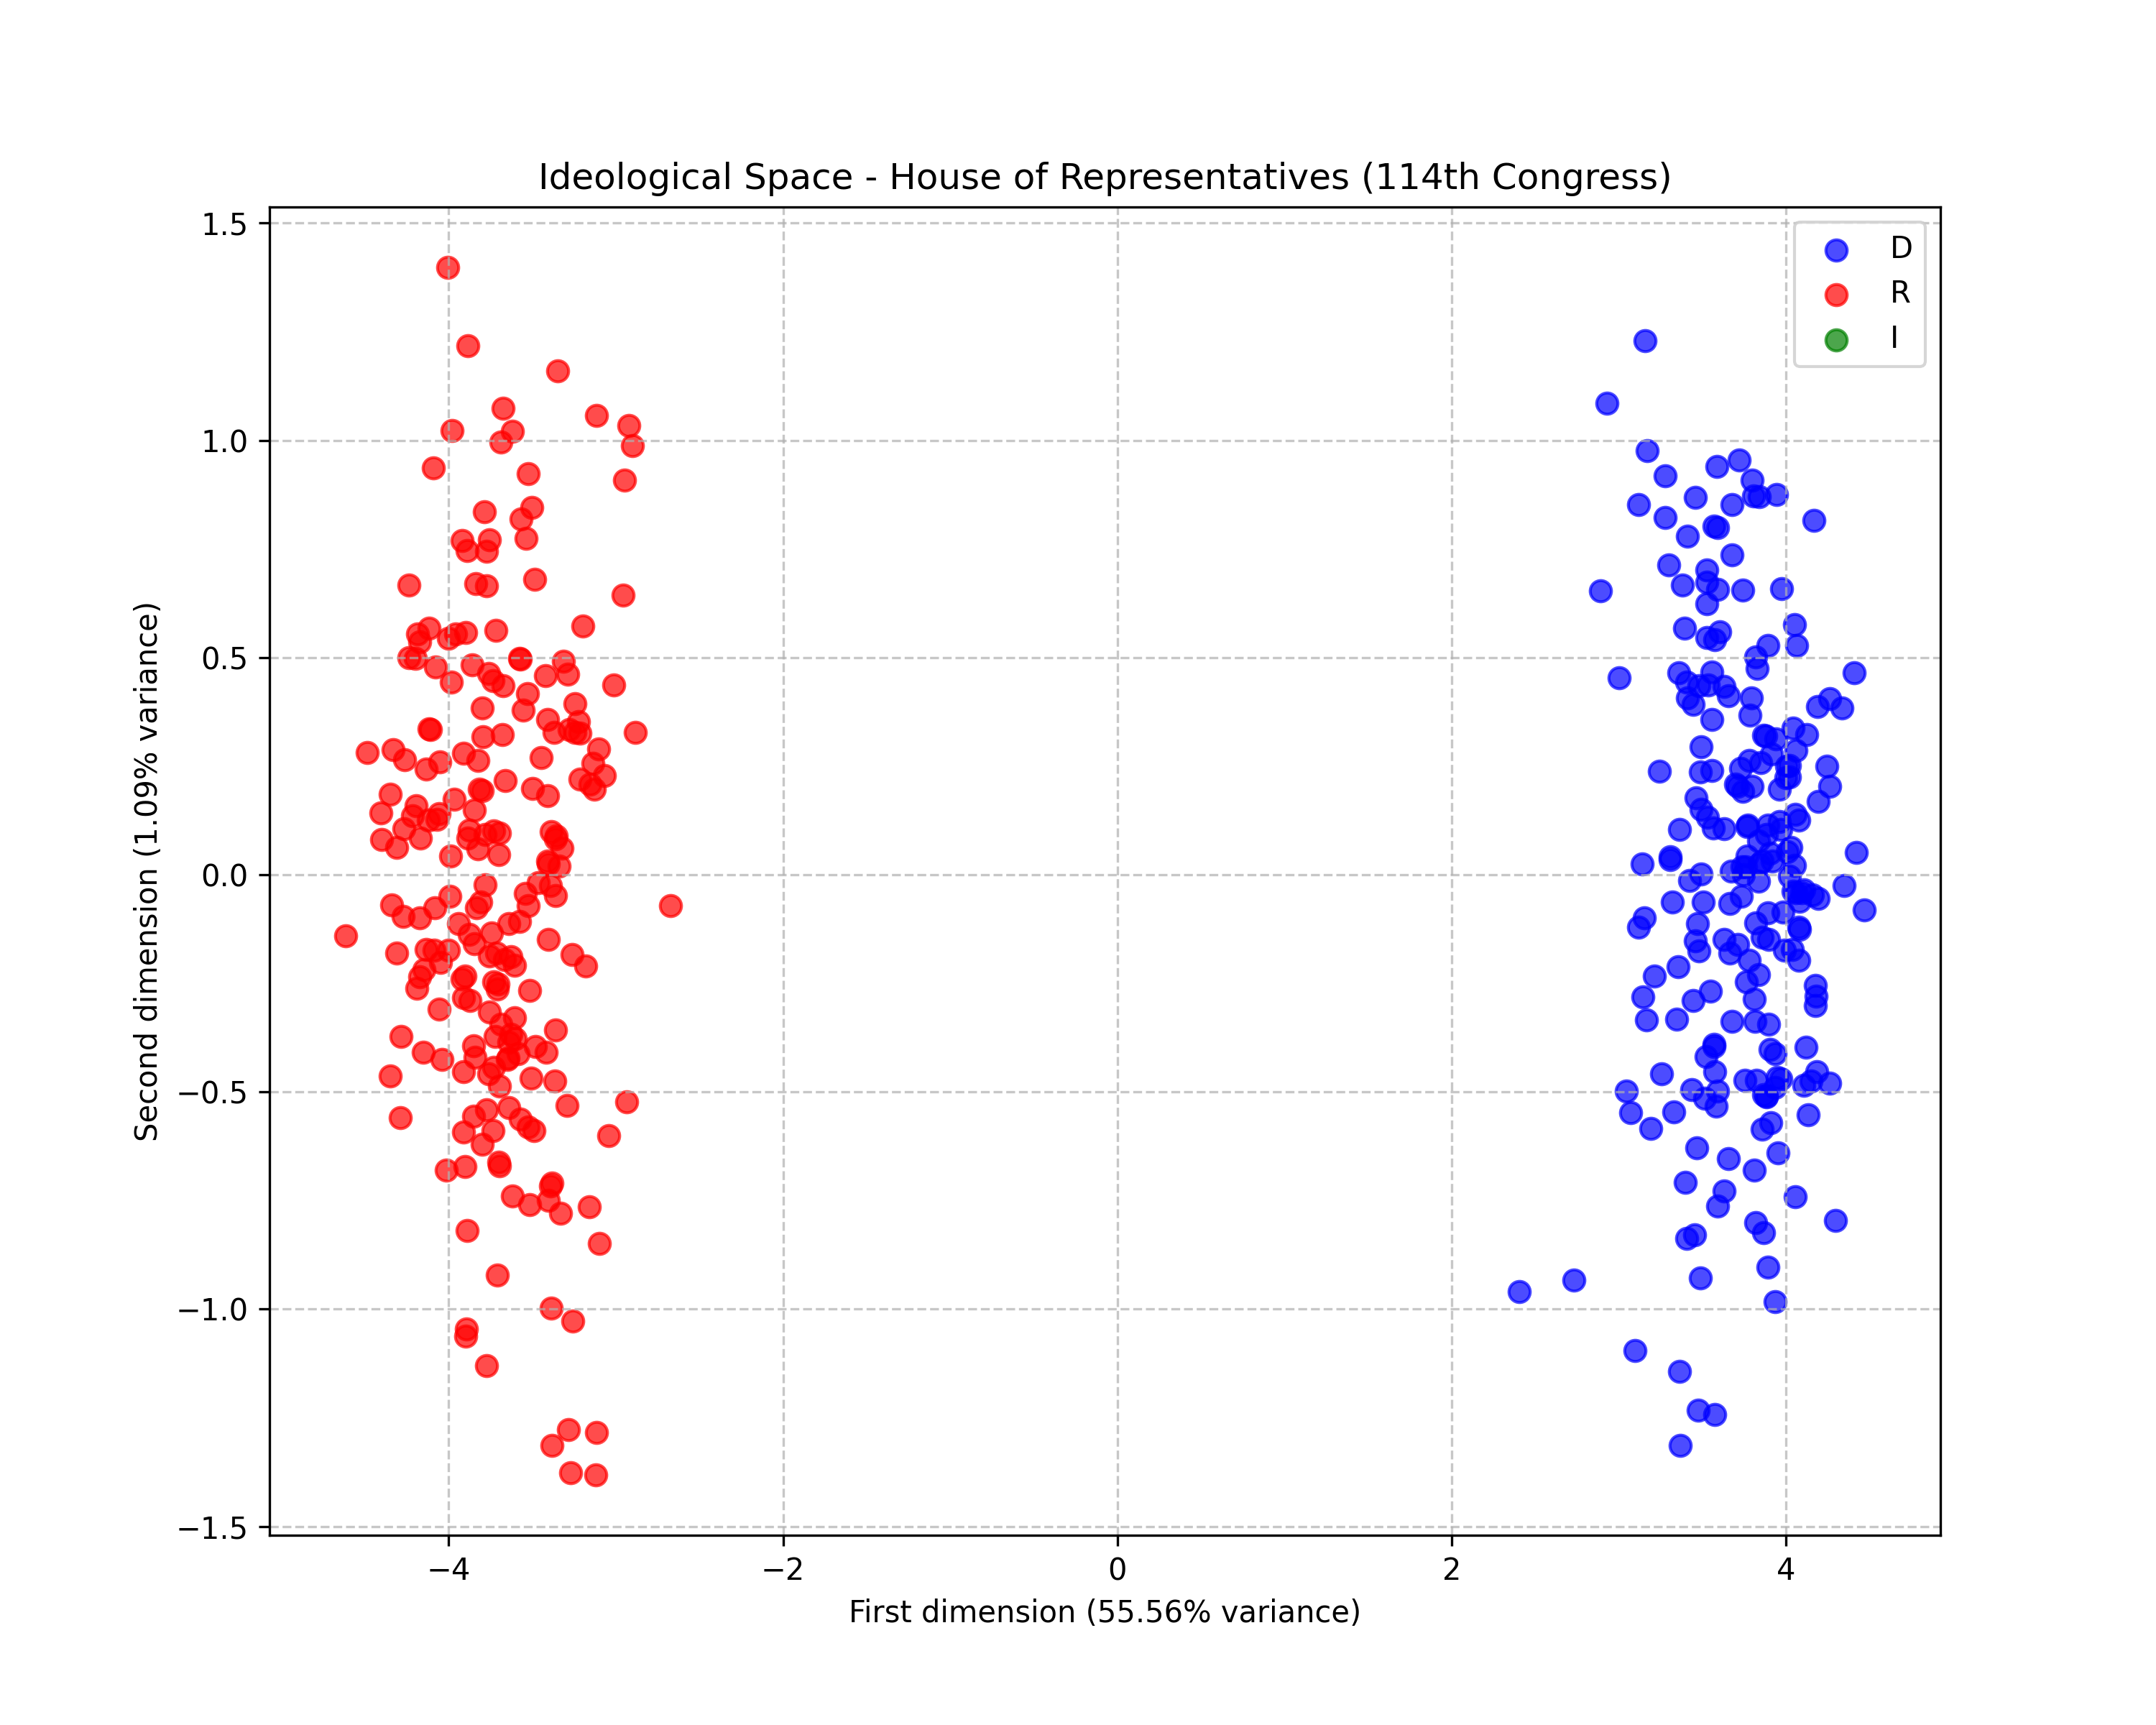 Ideological Space - House of Representatives (114th Congress)
D
R
I
1.5
1.0
0.5
0.0
−0.5
−1.0
−1.5
Second dimension (1.09% variance)
−4
−2
0
2
4
First dimension (55.56% variance)